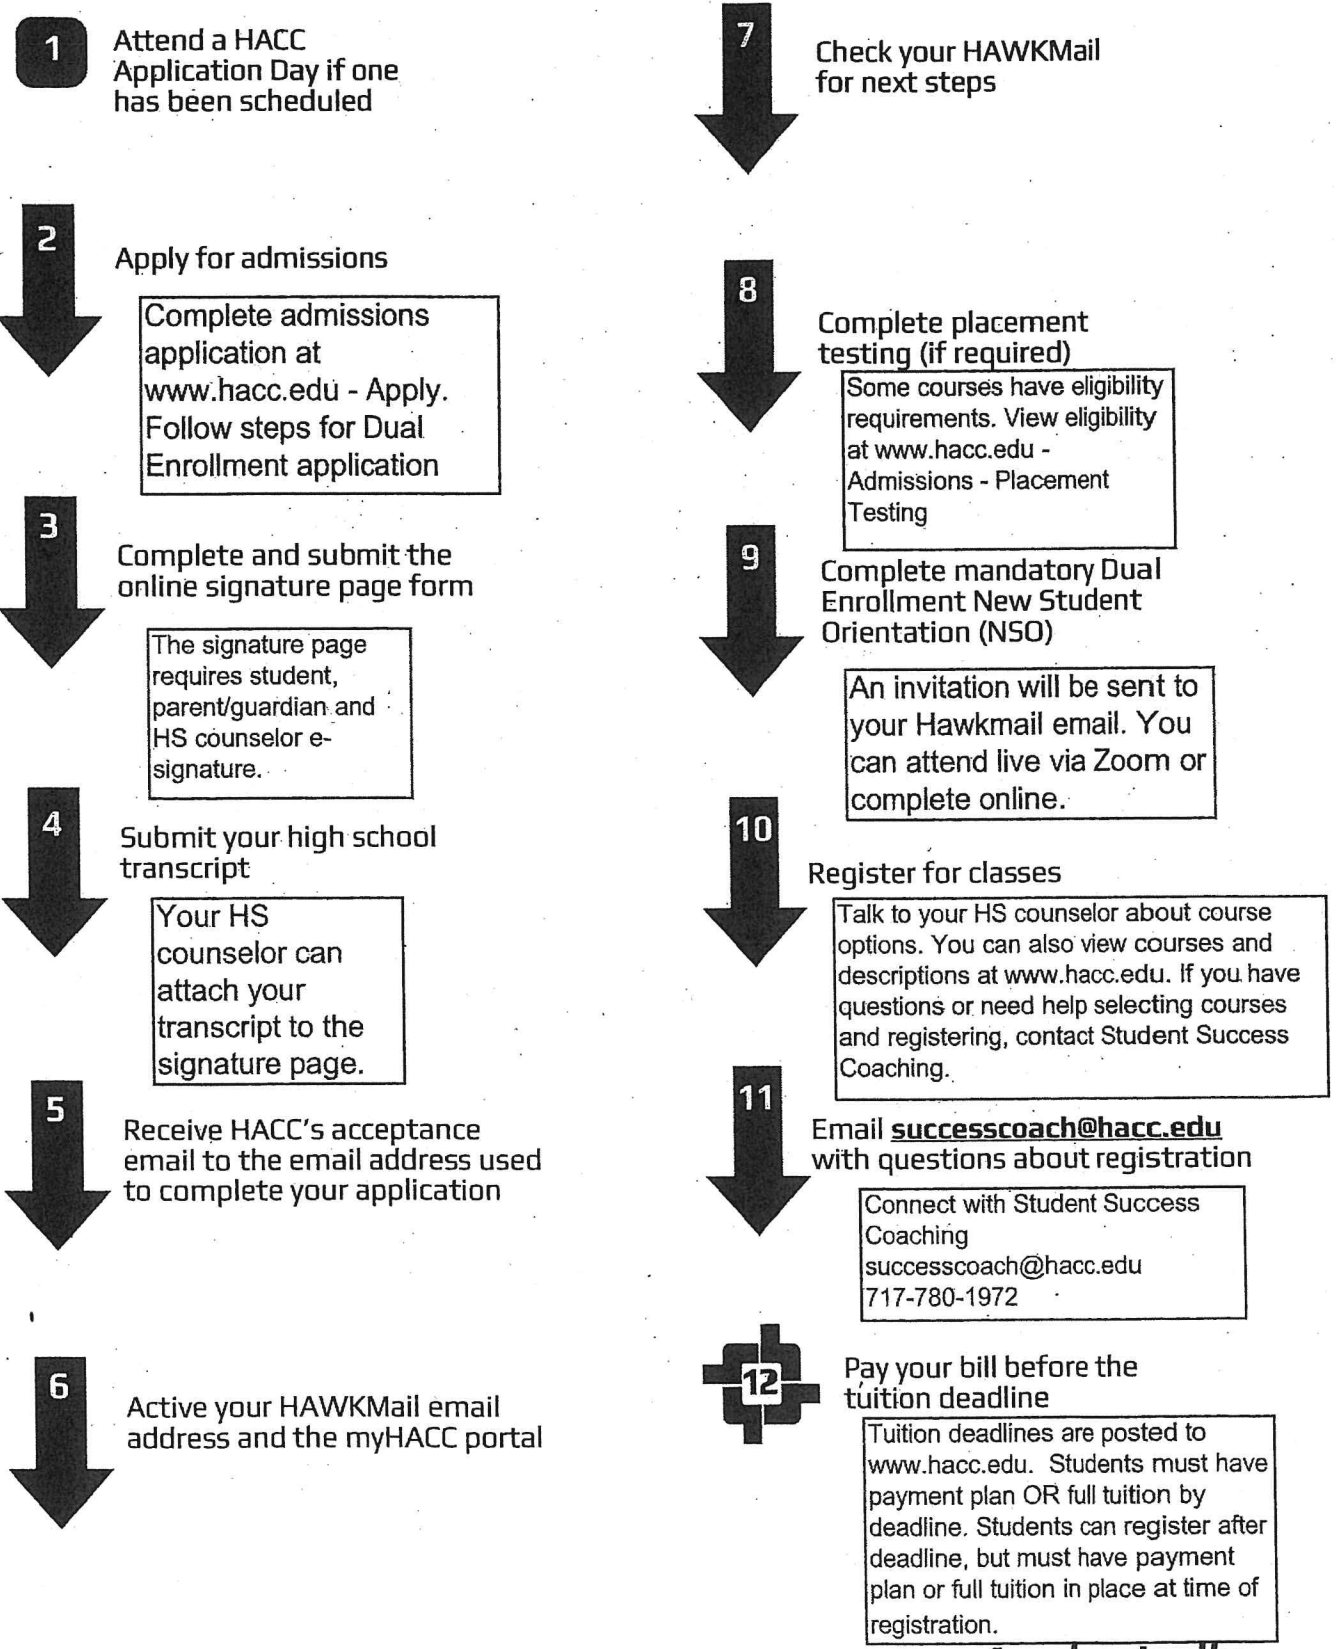 1
Attend a HACC
Application Day if one
has been scheduled
2
Apply for admissions
Complete admissions
application at
www.hacc.edu - Apply.
Follow steps for Dual
Enrollment application
3
Complete and submit the
online signature page form
The signature page
requires student,
parent/guardian and
HS counselor e-
signature.
4
Submit your high school
transcript
Your HS
counselor can
attach your
transcript to the
signature page.
5
Receive HACC's acceptance
email to the email address used
to complete your application
6
Active your HAWKMail email
address and the myHACC portal
7
Check your HAWKMail
for next steps
8
Complete placement
testing (if required)
Some courses have eligibility
requirements. View eligibility
at www.hacc.edu -
Admissions - Placement
Testing
9
Complete mandatory Dual
Enrollment New Student
Orientation (NSO)
An invitation will be sent to
your Hawkmail email. You
can attend live via Zoom or
complete online.
10
Register for classes
Talk to your HS counselor about course
options. You can also view courses and
descriptions at www.hacc.edu. If you have
questions or need help selecting courses
and registering, contact Student Success
Coaching.
11
Email successcoach@hacc.edu
with questions about registration
Connect with Student Success
Coaching
successcoach@hacc.edu
717-780-1972
12
Pay your bill before the
tuition deadline
Tuition deadlines are posted to
www.hacc.edu. Students must have
payment plan OR full tuition by
deadline. Students can register after
deadline, but must have payment
plan or full tuition in place at time of
registration.